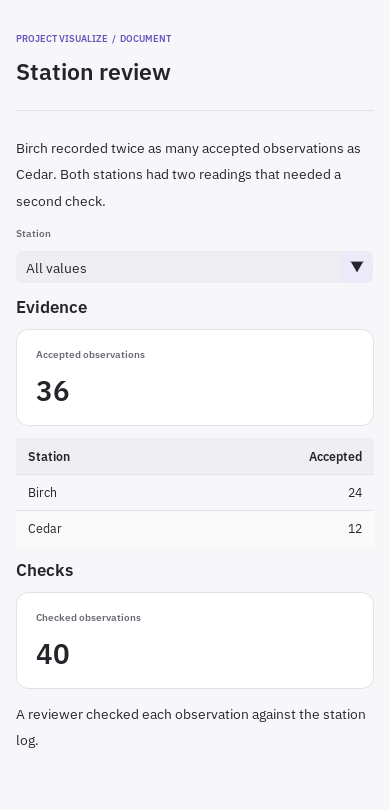 PROJECT VISUALIZE / DOCUMENT
Station review
Birch recorded twice as many accepted observations as
Cedar. Both stations had two readings that needed a
second check.
Station
All values
Evidence
Accepted observations
36
Station Accepted
Birch 24
Cedar 12
Checks
Checked observations
40
A reviewer checked each observation against the station
log.